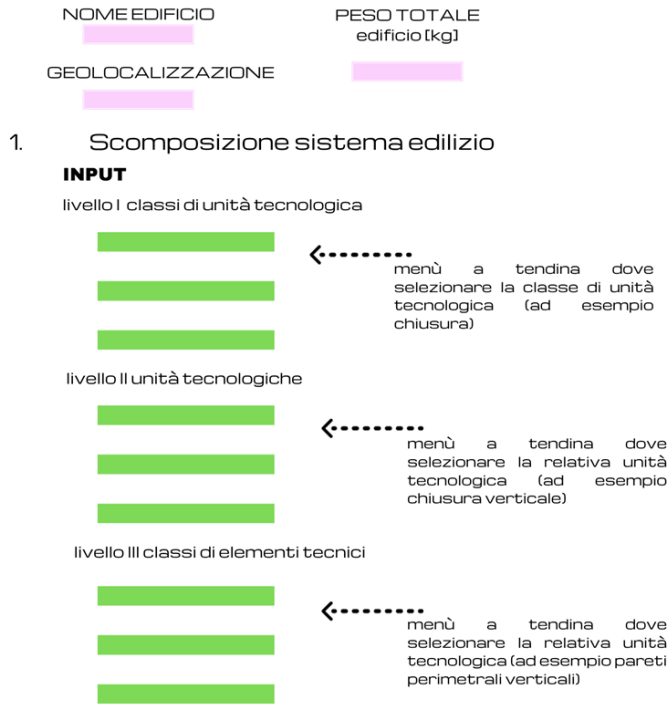 NOME EDIFICIO
PESO TOTALE
edificio [kg]
GEOLOCALIZZAZIONE
1. Scomposizione sistema edilizio
INPUT
livello I classi di unità tecnologica
menù a tendina dove
selezionare la classe di unità
tecnologica (ad esempio
chiusura)
livello II unità tecnologiche
menù a tendina dove
selezionare la relativa unità
tecnologica (ad esempio
chiusura verticale)
livello III classi di elementi tecnici
menù a tendina dove
selezionare la relativa unità
tecnologica (ad esempio pareti
perimetrali verticali)